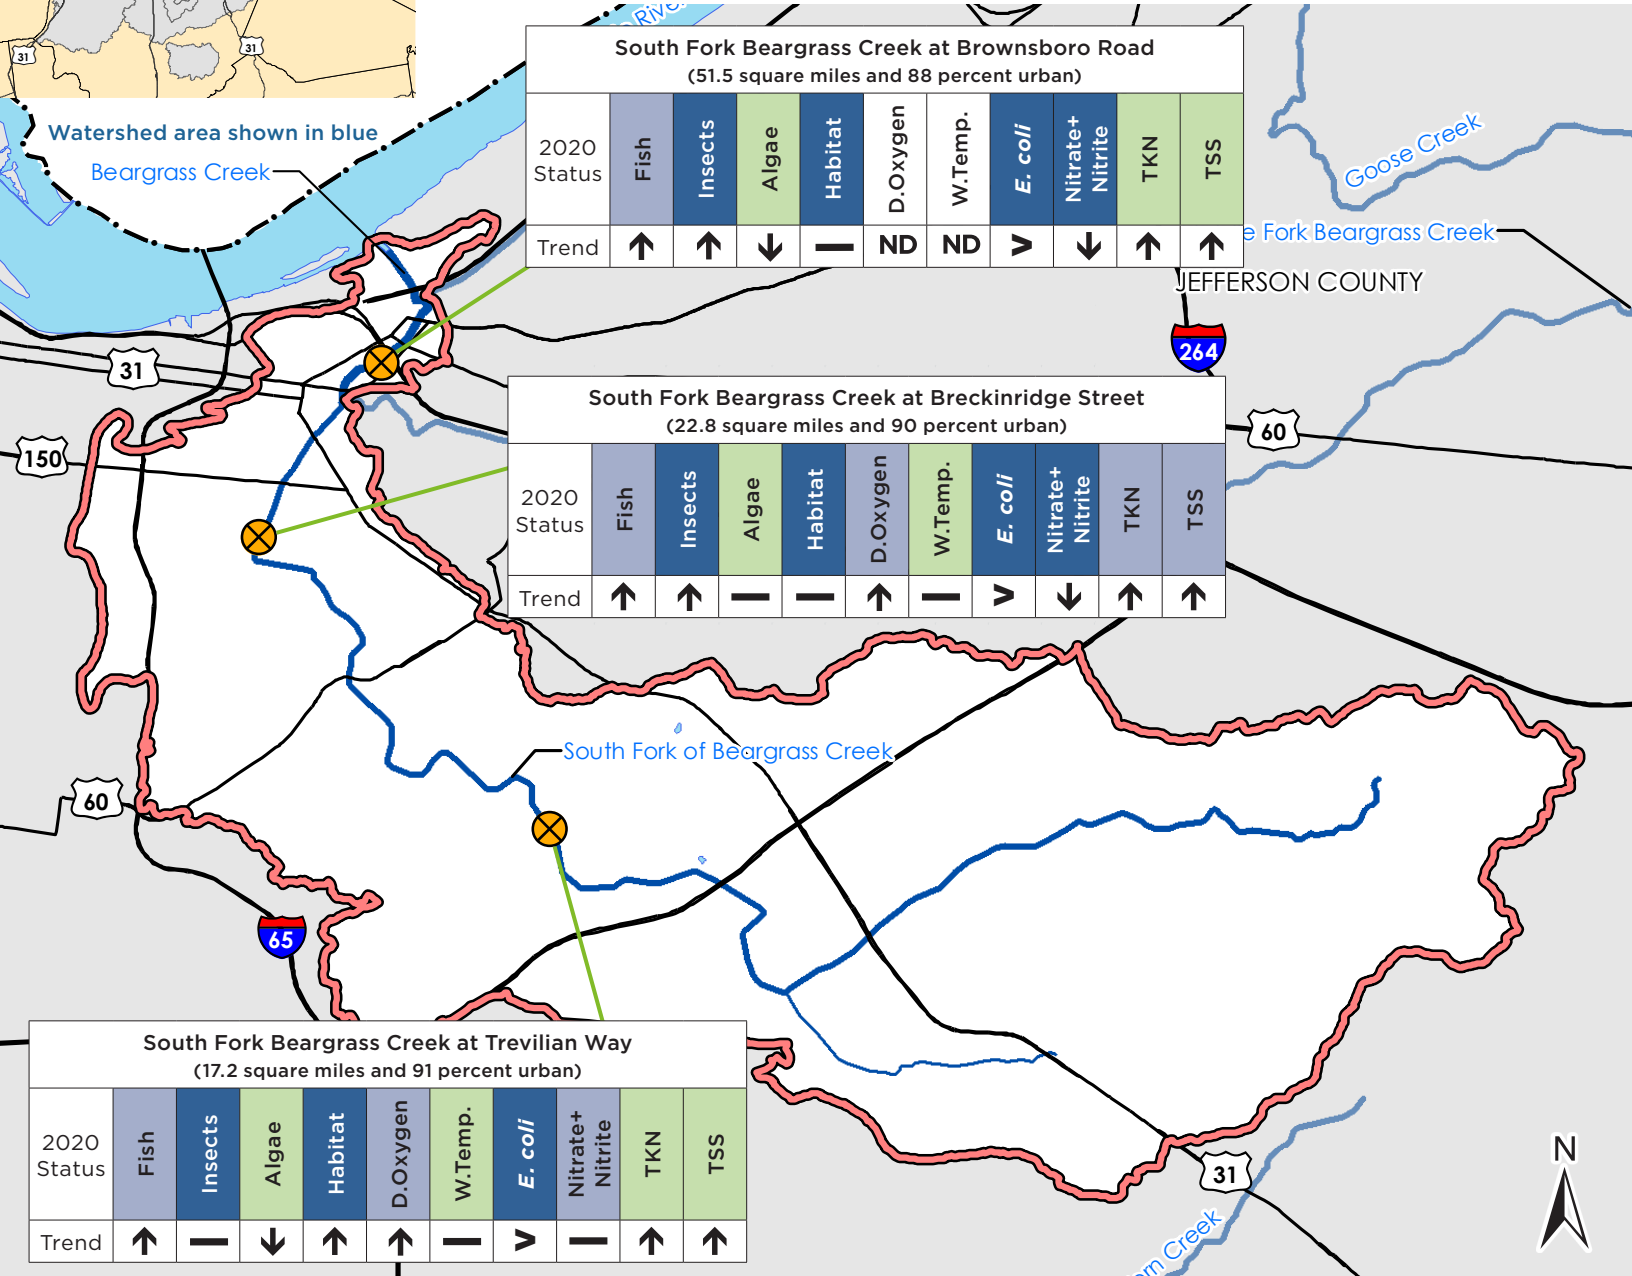 31
31
River
Watershed area shown in blue
Beargrass Creek
South Fork Beargrass Creek at Brownsboro Road
(51.5 square miles and 88 percent urban)
2020 Status
Fish
Insects
Algae
Habitat
D.Oxygen
W.Temp.
E. coli
Nitrate+ Nitrite
TKN
TSS
Trend
ND
ND
>
Goose Creek
Fork Beargrass Creek
JEFFERSON COUNTY
264
31
60
150
South Fork Beargrass Creek at Breckinridge Street
(22.8 square miles and 90 percent urban)
2020 Status
Fish
Insects
Algae
Habitat
D.Oxygen
W.Temp.
E. coli
Nitrate+ Nitrite
TKN
TSS
Trend
>
South Fork of Beargrass Creek
60
65
South Fork Beargrass Creek at Trevilian Way
(17.2 square miles and 91 percent urban)
2020 Status
Fish
Insects
Algae
Habitat
D.Oxygen
W.Temp.
E. coli
Nitrate+ Nitrite
TKN
TSS
Trend
>
31
N
Creek